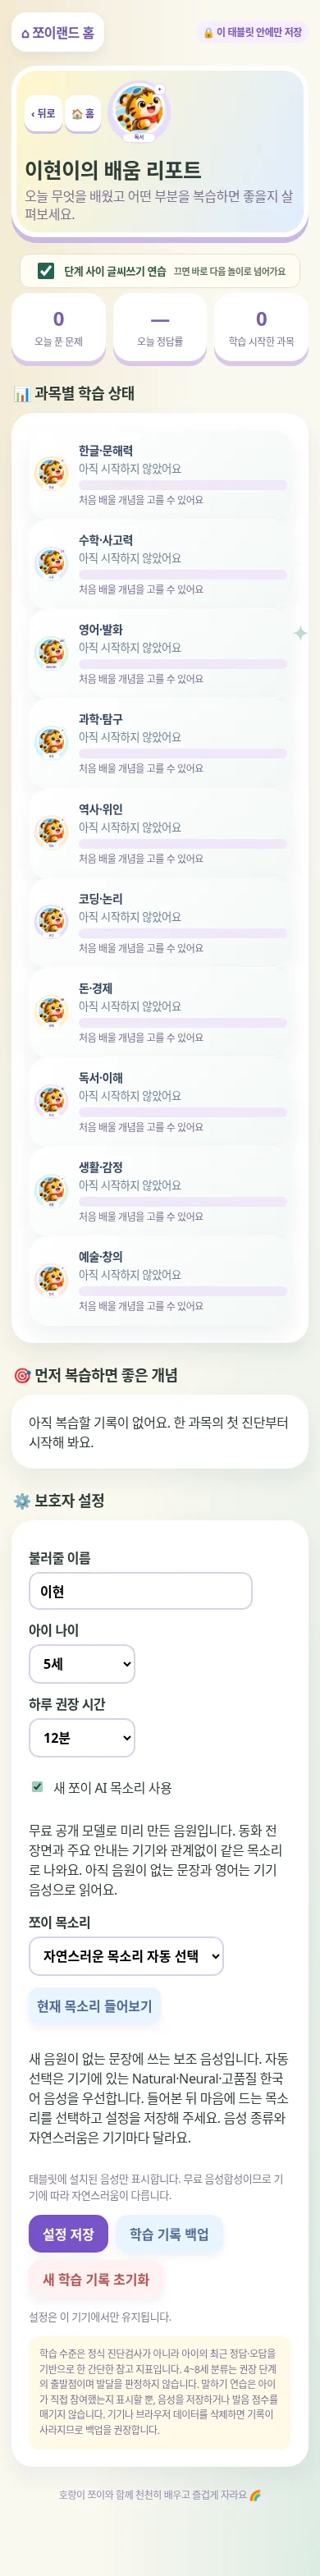 ⌂ 쪼이랜드 홈
🔒 이 태블릿 안에만 저장
‹ 뒤로
🏠 홈
독서
이현이의 배움 리포트
오늘 무엇을 배웠고 어떤 부분을 복습하면 좋을지 살
펴보세요.
단계 사이 글씨쓰기 연습 끄면 바로 다음 놀이로 넘어가요
0
오늘 푼 문제
—
오늘 정답률
0
학습 시작한 과목
📊 과목별 학습 상태
한글·문해력
아직 시작하지 않았어요
처음 배울 개념을 고를 수 있어요
수학·사고력
아직 시작하지 않았어요
처음 배울 개념을 고를 수 있어요
영어·발화
아직 시작하지 않았어요
처음 배울 개념을 고를 수 있어요
과학·탐구
아직 시작하지 않았어요
처음 배울 개념을 고를 수 있어요
역사·위인
아직 시작하지 않았어요
처음 배울 개념을 고를 수 있어요
코딩·논리
아직 시작하지 않았어요
처음 배울 개념을 고를 수 있어요
돈·경제
아직 시작하지 않았어요
처음 배울 개념을 고를 수 있어요
독서·이해
아직 시작하지 않았어요
처음 배울 개념을 고를 수 있어요
생활·감정
아직 시작하지 않았어요
처음 배울 개념을 고를 수 있어요
예술·창의
아직 시작하지 않았어요
처음 배울 개념을 고를 수 있어요
🎯 먼저 복습하면 좋은 개념
아직 복습할 기록이 없어요. 한 과목의 첫 진단부터
시작해 봐요.
⚙️ 보호자 설정
불러줄 이름
이현
아이 나이
5세
하루 권장 시간
12분
새 쪼이 AI 목소리 사용
무료 공개 모델로 미리 만든 음원입니다. 동화 전
장면과 주요 안내는 기기와 관계없이 같은 목소리
로 나와요. 아직 음원이 없는 문장과 영어는 기기
음성으로 읽어요.
쪼이 목소리
자연스러운 목소리 자동 선택
현재 목소리 들어보기
새 음원이 없는 문장에 쓰는 보조 음성입니다. 자동
선택은 기기에 있는 Natural·Neural·고품질 한국
어 음성을 우선합니다. 들어본 뒤 마음에 드는 목소
리를 선택하고 설정을 저장해 주세요. 음성 종류와
자연스러움은 기기마다 달라요.
태블릿에 설치된 음성만 표시합니다. 무료 음성합성이므로 기
기에 따라 자연스러움이 다릅니다.
설정 저장
학습 기록 백업
새 학습 기록 초기화
설정은 이 기기에서만 유지됩니다.
학습 수준은 정식 진단검사가 아니라 아이의 최근 정답·오답을
기반으로 한 간단한 참고 지표입니다. 4~8세 분류는 권장 단계
의 출발점이며 발달을 판정하지 않습니다. 말하기 연습은 아이
가 직접 참여했는지 표시할 뿐, 음성을 저장하거나 발음 점수를
매기지 않습니다. 기기나 브라우저 데이터를 삭제하면 기록이
사라지므로 백업을 권장합니다.
호랑이 쪼이와 함께 천천히 배우고 즐겁게 자라요 🌈